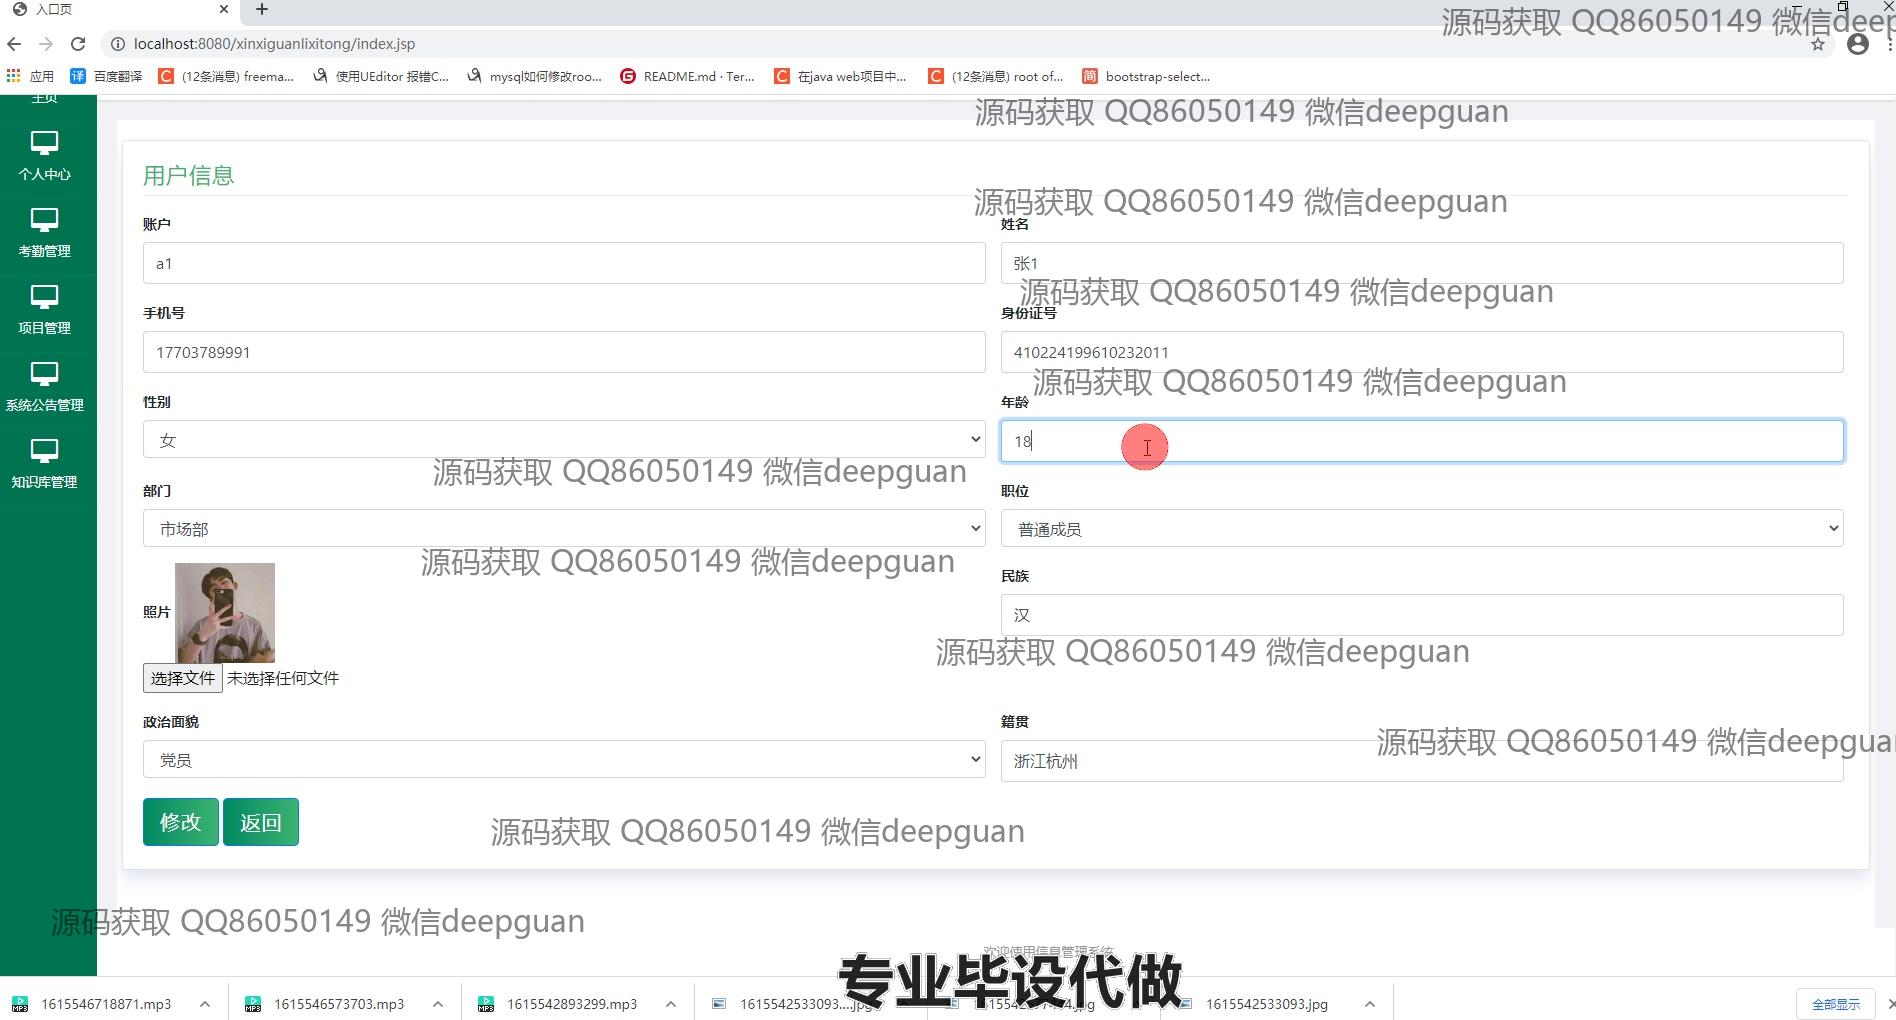 入口页
源码获取 QQ86050149 微信deep
localhost:8080/xinxiguanlixitong/index.jsp
应用 百度翻译 (12条消息) freema... 使用UEditor 报错C... mysql如何修改roo... README.md · Ter... 在java web项目中... (12条消息) root of... bootstrap-select...
主页
源码获取 QQ86050149 微信deepguan
个人中心
考勤管理
项目管理
系统公告管理
知识库管理
用户信息
源码获取 QQ86050149 微信deepguan
账户 姓名
a1 张1
源码获取 QQ86050149 微信deepguan
手机号 身份证号
17703789991 410224199610232011
源码获取 QQ86050149 微信deepguan
性别 年龄
女 18
源码获取 QQ86050149 微信deepguan
部门 职位
市场部 普通成员
源码获取 QQ86050149 微信deepguan
照片 民族
汉
源码获取 QQ86050149 微信deepguan
选择文件 未选择任何文件
政治面貌 籍贯
源码获取 QQ86050149 微信deepgua
党员 浙江杭州
修改 返回
源码获取 QQ86050149 微信deepguan
源码获取 QQ86050149 微信deepguan
欢迎使用信息管理系统
专业毕设代做
1615546718871.mp3 1615546573703.mp3 1615542893299.mp3 1615542533093....jpg 1615542533093.jpg 全部显示